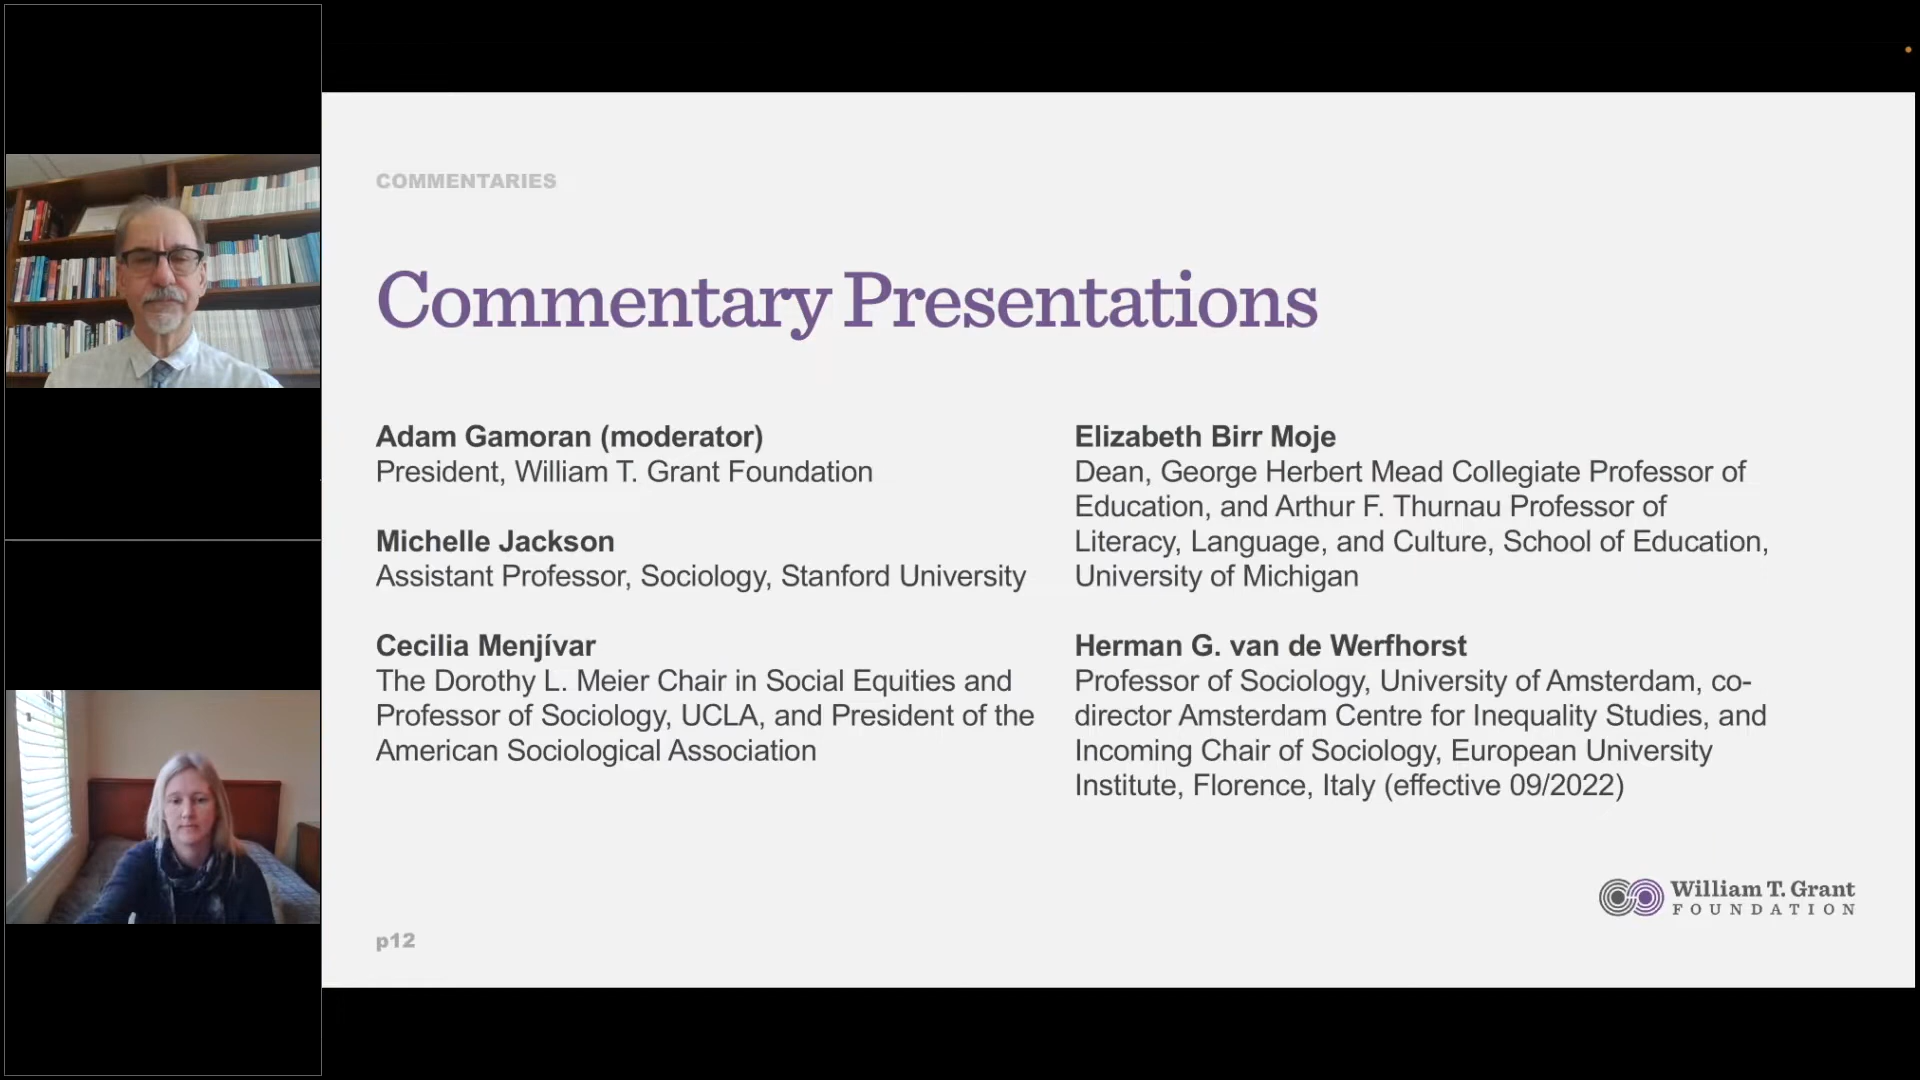 COMMENTARIES
Commentary Presentations
Adam Gamoran (moderator)
President, William T. Grant Foundation
Michelle Jackson
Assistant Professor, Sociology, Stanford University
Cecilia Menjívar
The Dorothy L. Meier Chair in Social Equities and
Professor of Sociology, UCLA, and President of the
American Sociological Association
Elizabeth Birr Moje
Dean, George Herbert Mead Collegiate Professor of
Education, and Arthur F. Thurnau Professor of
Literacy, Language, and Culture, School of Education,
University of Michigan
Herman G. van de Werfhorst
Professor of Sociology, University of Amsterdam, co-
director Amsterdam Centre for Inequality Studies, and
Incoming Chair of Sociology, European University
Institute, Florence, Italy (effective 09/2022)
William T. Grant
FOUNDATION
p12